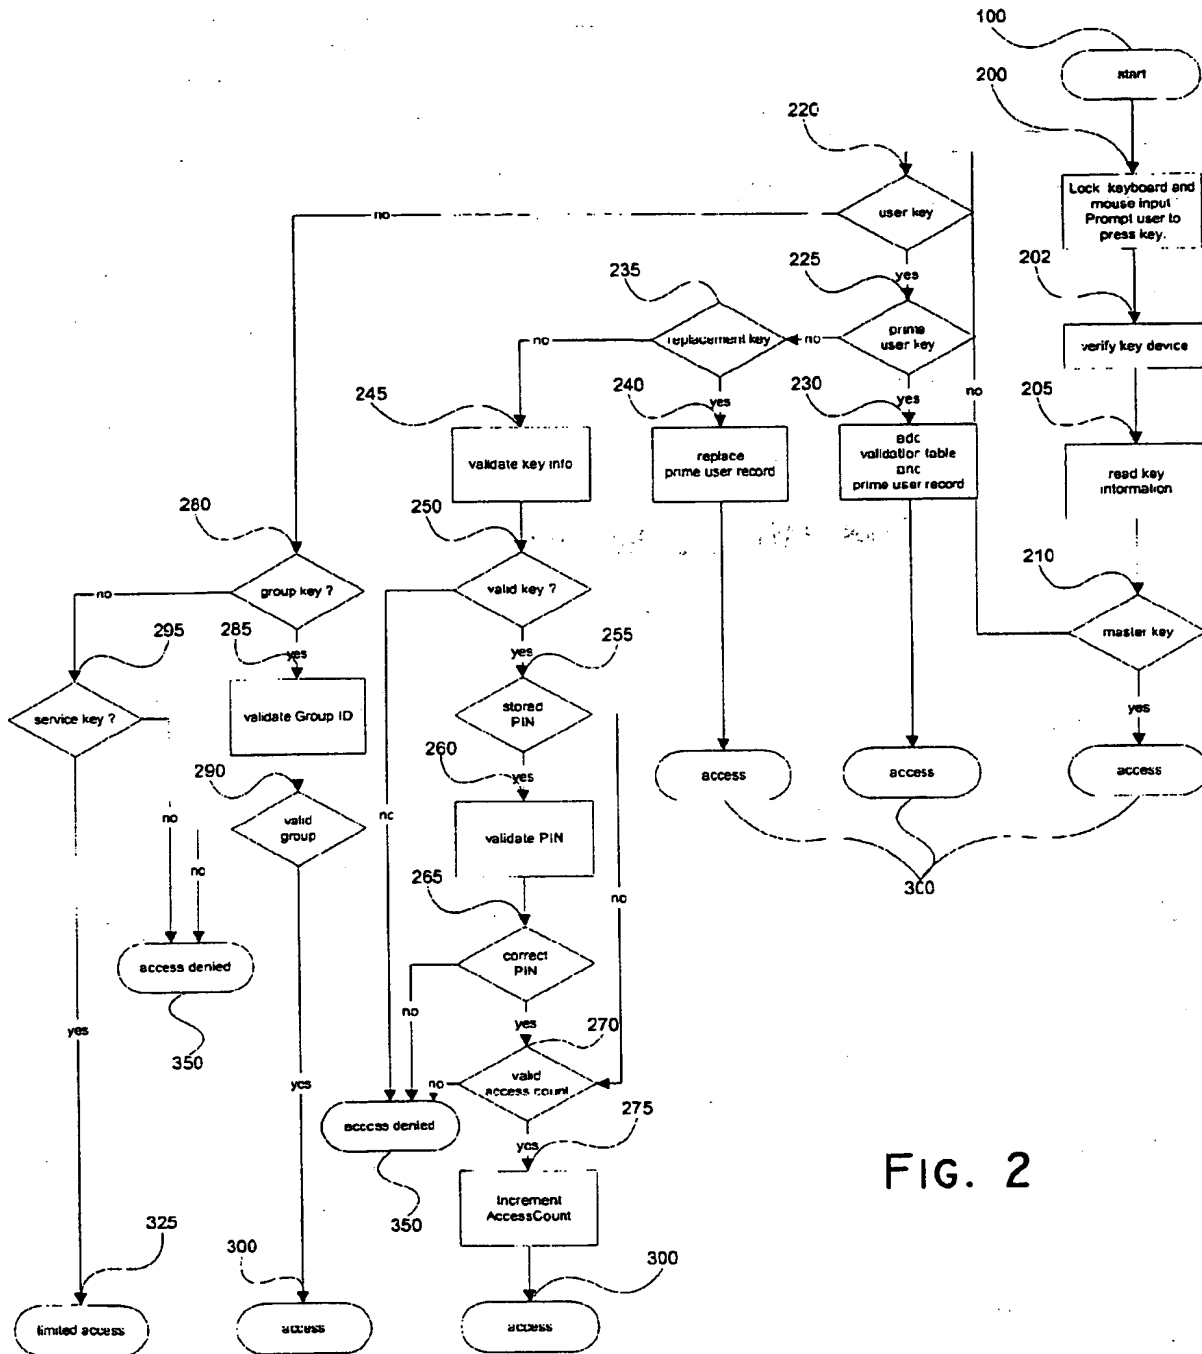 100
start
200
220
Lock keyboard and
mouse input
Prompt user to
press key.
no
user key
202
yes
225
235
prime
user key
no
replacement key
no
verify key device
no
205
yes
230
yes
240
245
add
validation table
and
prime user record
replace
prime user record
validate key info
read key
information
280
250
210
group key ?
no
valid key ?
no
master key
295
285
yes
yes
255
service key ?
validate Group ID
stored
PIN
yes
260
yes
access
access
access
290
no
valid
group
no
validate PIN
no
300
265
no
correct
PIN
access denied
no
yes
yes
270
350
yes
valid
access count
no
access denied
275
yes
350
Increment
AccessCount
FIG. 2
325
300
300
limited access
access
access